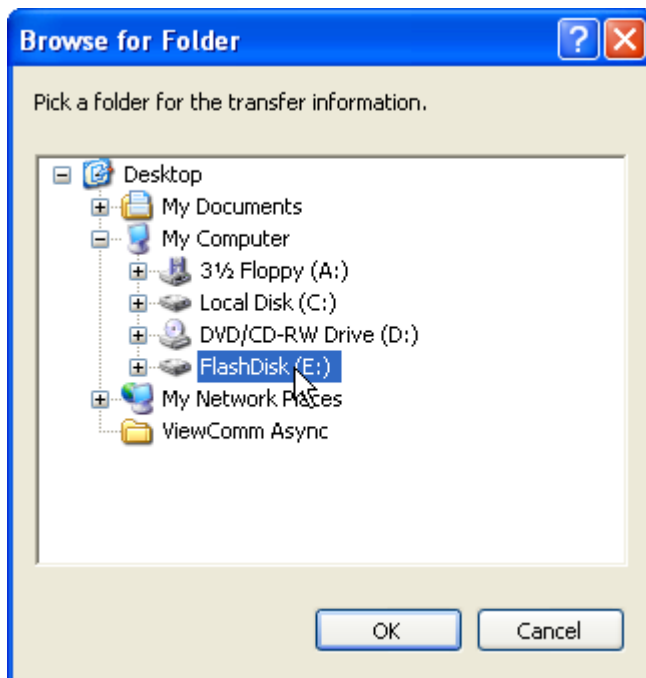 Browse for Folder
Pick a folder for the transfer information.
Desktop
My Documents
My Computer
3½ Floppy (A:)
Local Disk (C:)
DVD/CD-RW Drive (D:)
FlashDisk (E:)
My Network Places
ViewComm Async
OK Cancel